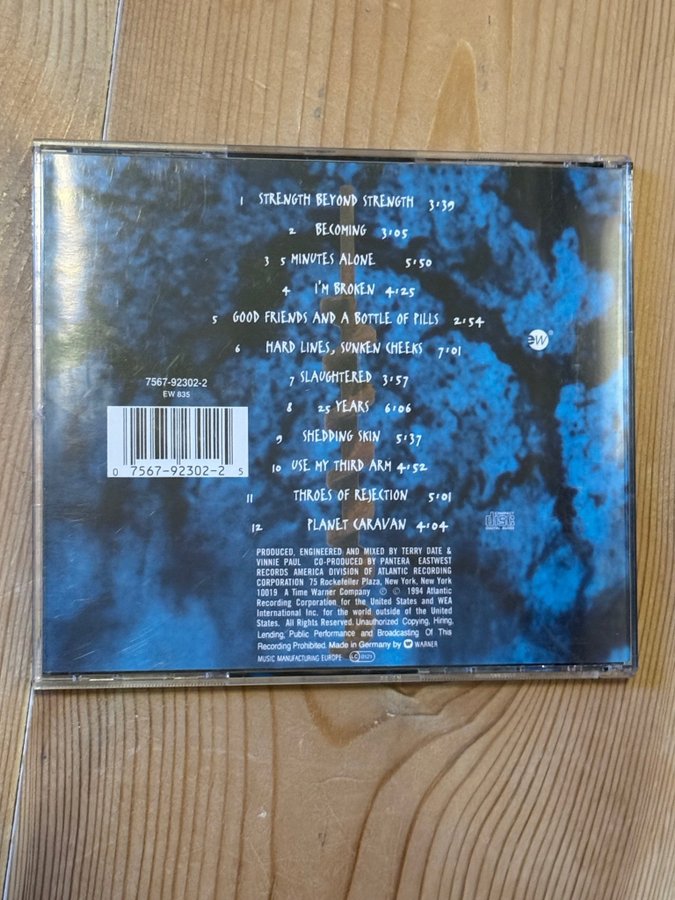 1 STRENGTH BEYOND STRENGTH 3:39
2 BECOMING 3:05
3 5 MINUTES ALONE 5:50
4 I'M BROKEN 4:25
5 GOOD FRIENDS AND A BOTTLE OF PILLS 2:54
6 HARD LINES, SUNKEN CHEEKS 7:01
ew®
7 SLAUGHTERED 3:57
8 25 YEARS 6:06
9 SHEDDING SKIN 5:37
10 USE MY THIRD ARM 4:52
11 THROES OF REJECTION 5:01
12 PLANET CARAVAN 4:04
7567-92302-2
EW 835
0 7567-92302-2 5
COMPACT
disc
DIGITAL AUDIO
PRODUCED, ENGINEERED AND MIXED BY TERRY DATE &
VINNIE PAUL CO-PRODUCED BY PANTERA EASTWEST
RECORDS AMERICA DIVISION OF ATLANTIC RECORDING
CORPORATION 75 Rockefeller Plaza, New York, New York
10019 A Time Warner Company ℗ © 1994 Atlantic
Recording Corporation for the United States and WEA
International Inc. for the world outside of the United
States. All Rights Reserved. Unauthorized Copying, Hiring,
Lending, Public Performance and Broadcasting Of This
Recording Prohibited. Made in Germany by WARNER
MUSIC MANUFACTURING EUROPE LC 0121